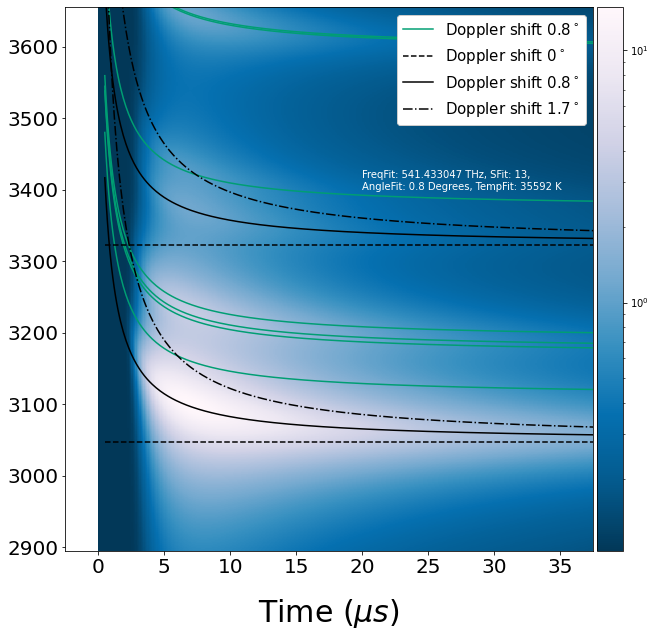 3600
3500
3400
3300
3200
3100
3000
2900
Doppler shift 0.8°
Doppler shift 0°
Doppler shift 0.8°
Doppler shift 1.7°
FreqFit: 541.433047 THz, SFit: 13,
AngleFit: 0.8 Degrees, TempFit: 35592 K
10¹
10⁰
0 5 10 15 20 25 30 35
Time (μs)